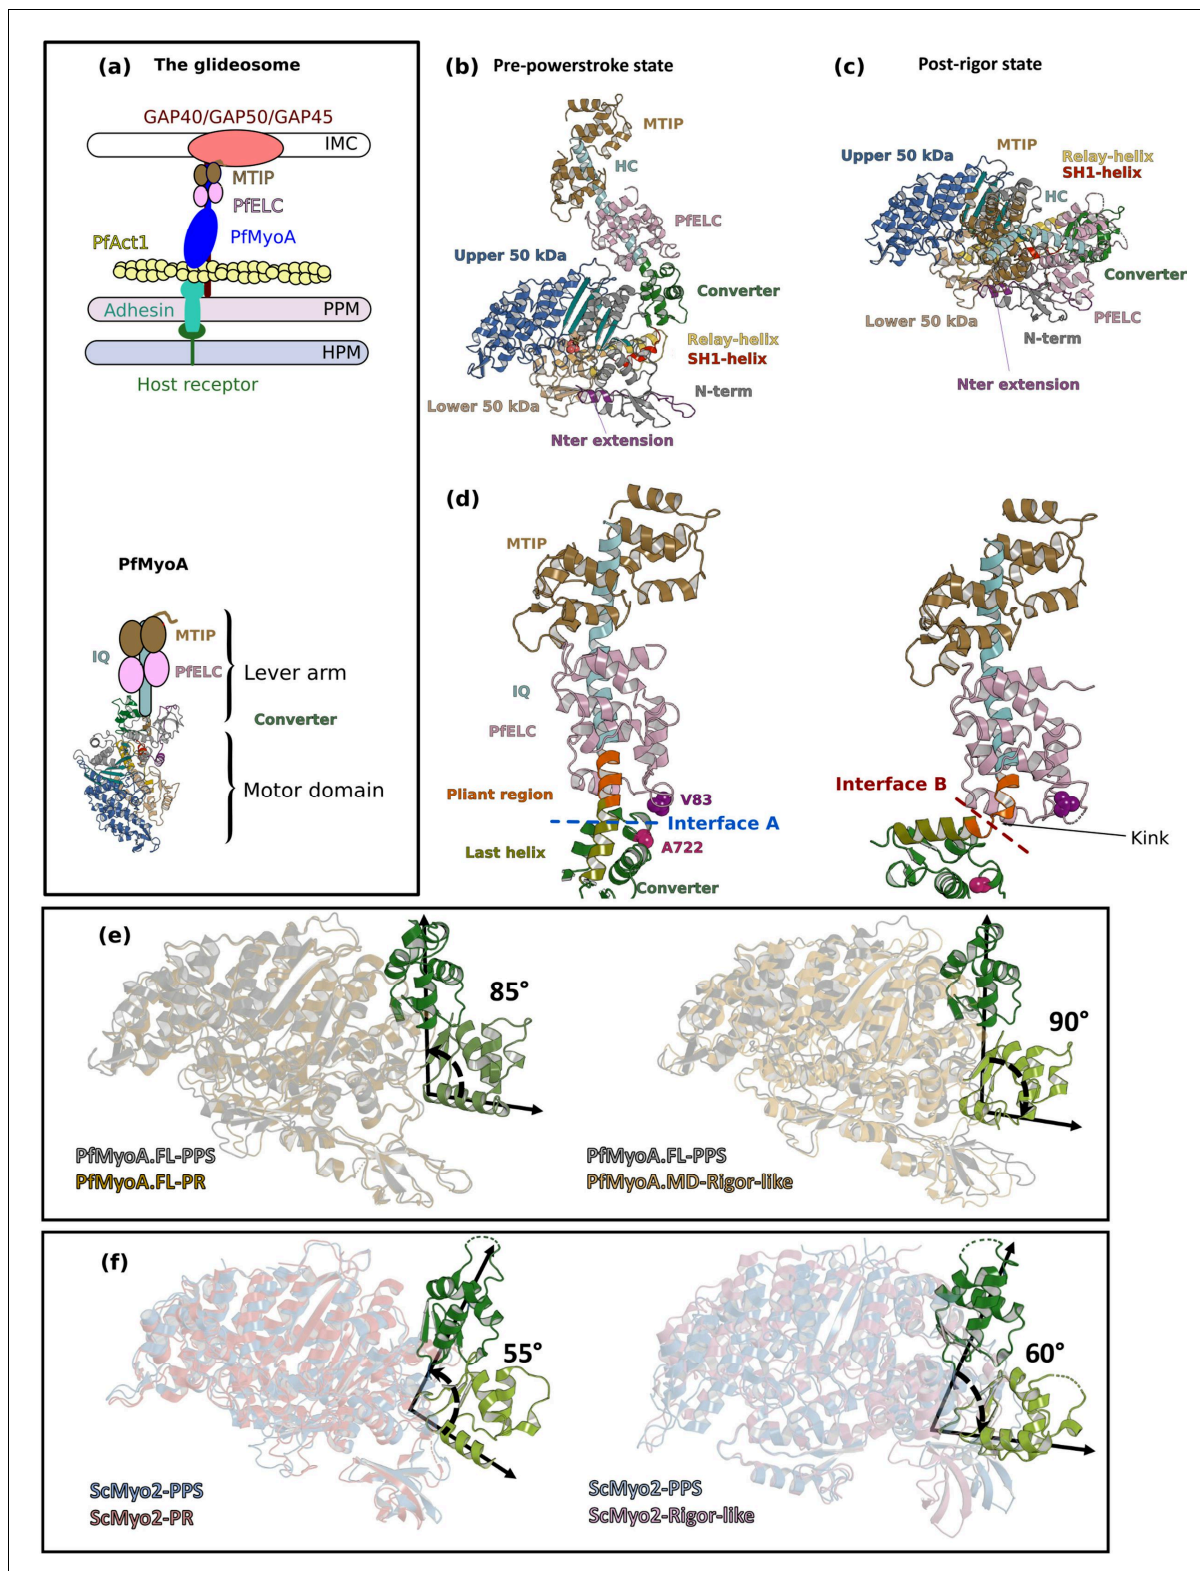 (a) The glideosome
GAP40/GAP50/GAP45
IMC
MTIP
PfELC
PfMyoA
PfAct1
Adhesin
PPM
HPM
Host receptor
PfMyoA
MTIP
IQ
PfELC
Lever arm
Converter
Motor domain
(b) Pre-powerstroke state
MTIP
HC
PfELC
Upper 50 kDa
Converter
Relay-helix
SH1-helix
N-term
Lower 50 kDa
Nter extension
(c) Post-rigor state
MTIP
Upper 50 kDa
Relay-helix
SH1-helix
HC
Converter
PfELC
Lower 50 kDa
N-term
Nter extension
(d)
MTIP
IQ
PfELC
Pliant region
V83
Interface A
A722
Last helix
Converter
Interface B
Kink
(e)
85°
PfMyoA.FL-PPS
PfMyoA.FL-PR
90°
PfMyoA.FL-PPS
PfMyoA.MD-Rigor-like
(f)
55°
ScMyo2-PPS
ScMyo2-PR
60°
ScMyo2-PPS
ScMyo2-Rigor-like